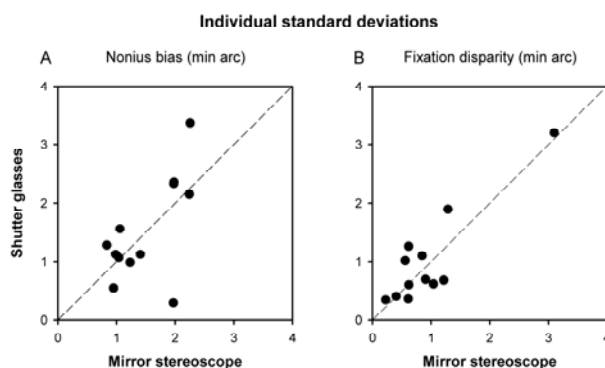 Individual standard deviations
A Nonius bias (min arc)
B Fixation disparity (min arc)
Shutter glasses
4
3
2
1
0
0 1 2 3 4
Mirror stereoscope
4
3
2
1
0
0 1 2 3 4
Mirror stereoscope